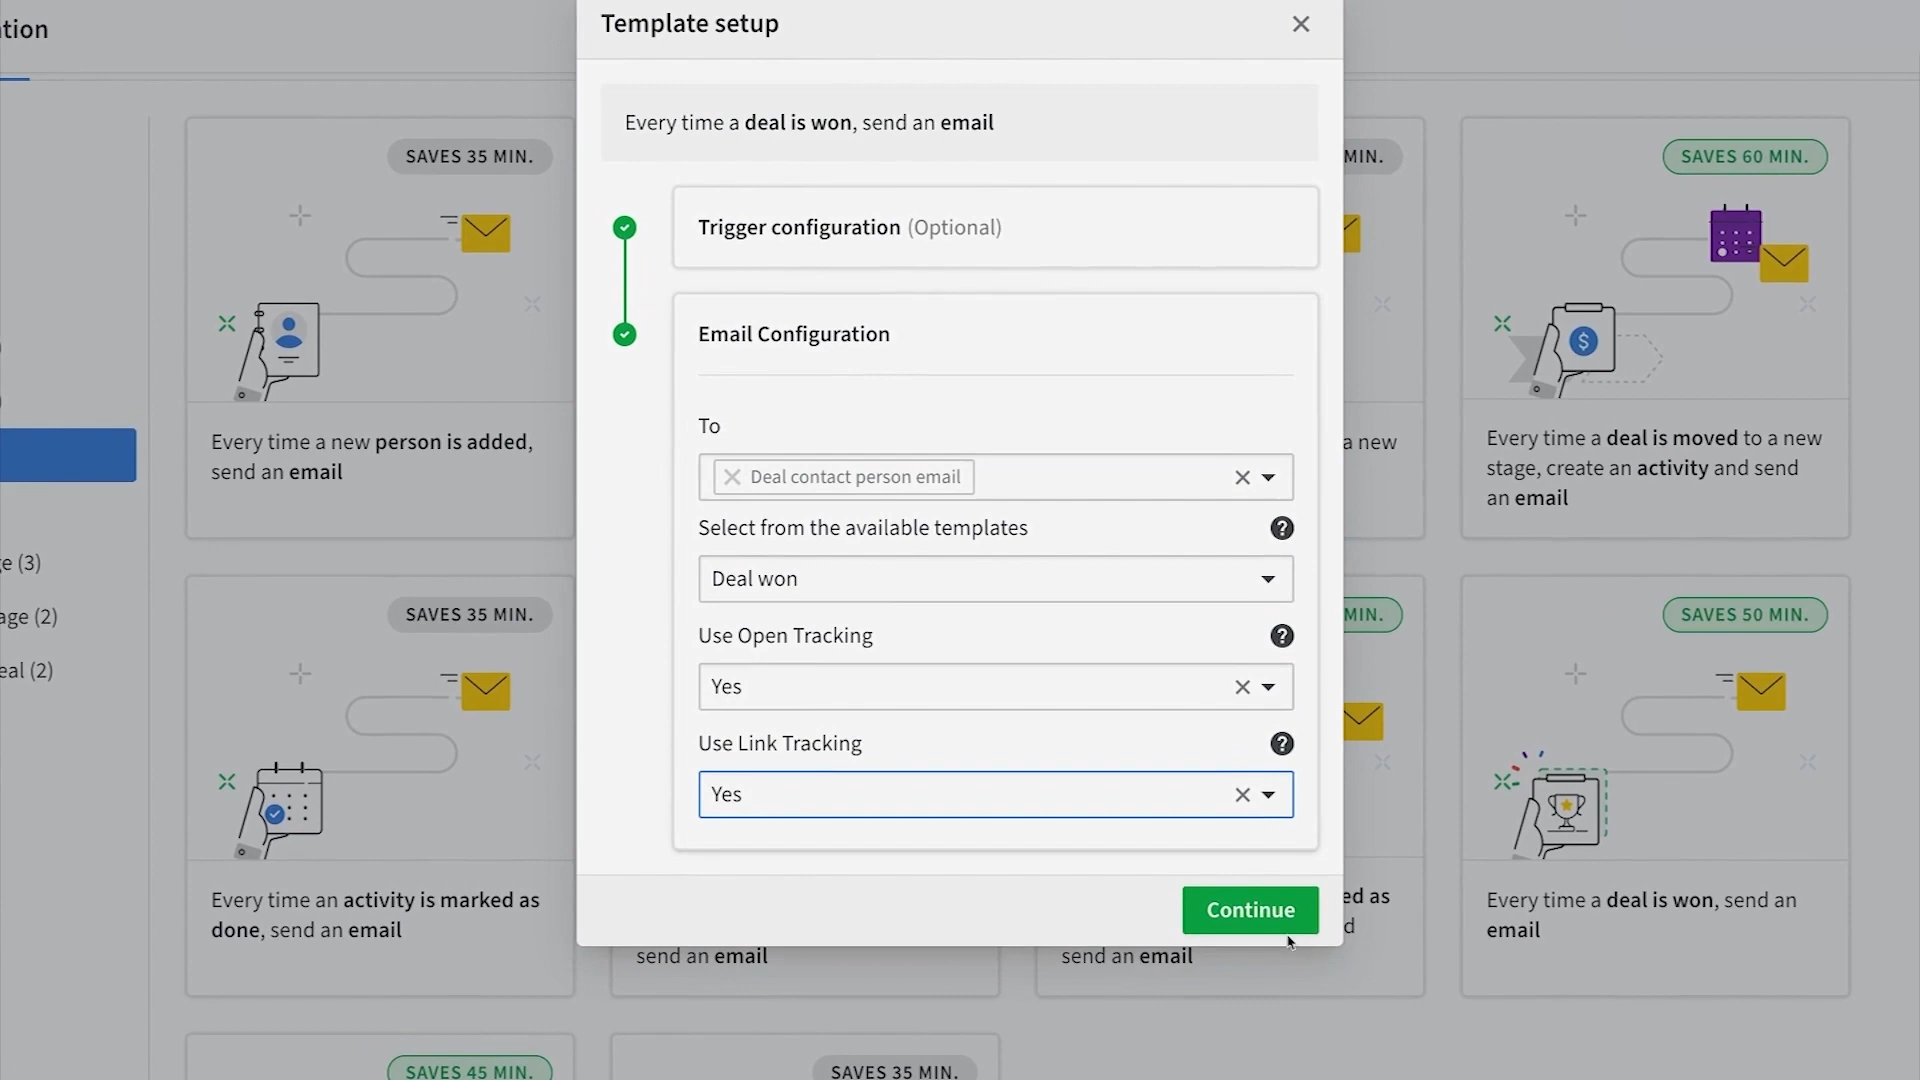 tion
Template setup
Every time a deal is won, send an email
Trigger configuration (Optional)
Email Configuration
To
Deal contact person email
Select from the available templates
Deal won
Use Open Tracking
Yes
Use Link Tracking
Yes
Continue
SAVES 35 MIN.
Every time a new person is added,
send an email
MIN.
a new
SAVES 60 MIN.
$
Every time a deal is moved to a new
stage, create an activity and send
an email
e (3)
age (2)
eal (2)
SAVES 35 MIN.
Every time an activity is marked as
done, send an email
send an email
MIN.
ed as
d
send an email
SAVES 50 MIN.
Every time a deal is won, send an
email
SAVES 45 MIN.
SAVES 35 MIN.